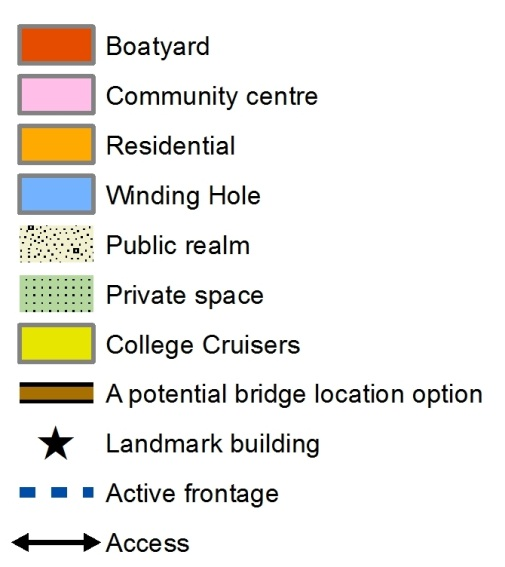 Boatyard
Community centre
Residential
Winding Hole
Public realm
Private space
College Cruisers
A potential bridge location option
Landmark building
Active frontage
Access